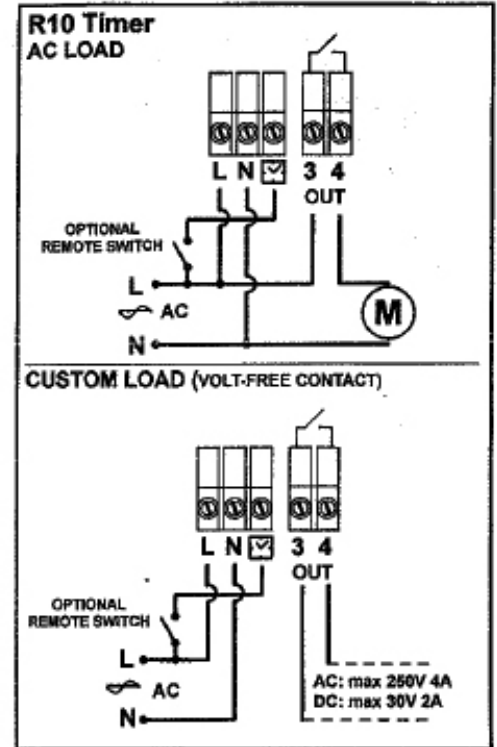 R10 Timer
AC LOAD
L N 3 4
OUT
OPTIONAL
REMOTE SWITCH
L
AC
N
M
CUSTOM LOAD (VOLT-FREE CONTACT)
L N 3 4
OUT
OPTIONAL
REMOTE SWITCH
L
AC
N
AC: max 250V 4A
DC: max 30V 2A